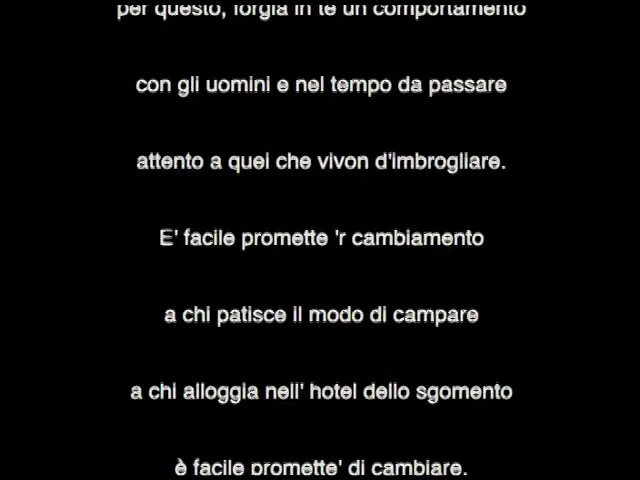 per questo, forgia in te un comportamento
con gli uomini e nel tempo da passare
attento a quei che vivon d'imbrogliare.
E' facile promette 'r cambiamento
a chi patisce il modo di campare
a chi alloggia nell' hotel dello sgomento
è facile promette' di cambiare.